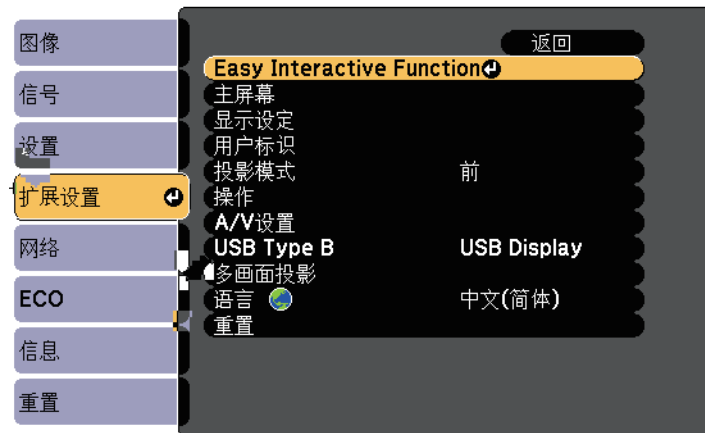 图像
信号
设置
扩展设置
网络
ECO
信息
重置
返回
Easy Interactive Function
主屏幕
显示设定
用户标识
投影模式 前
操作
A/V设置
USB Type B USB Display
多画面投影
语言 中文(简体)
重置